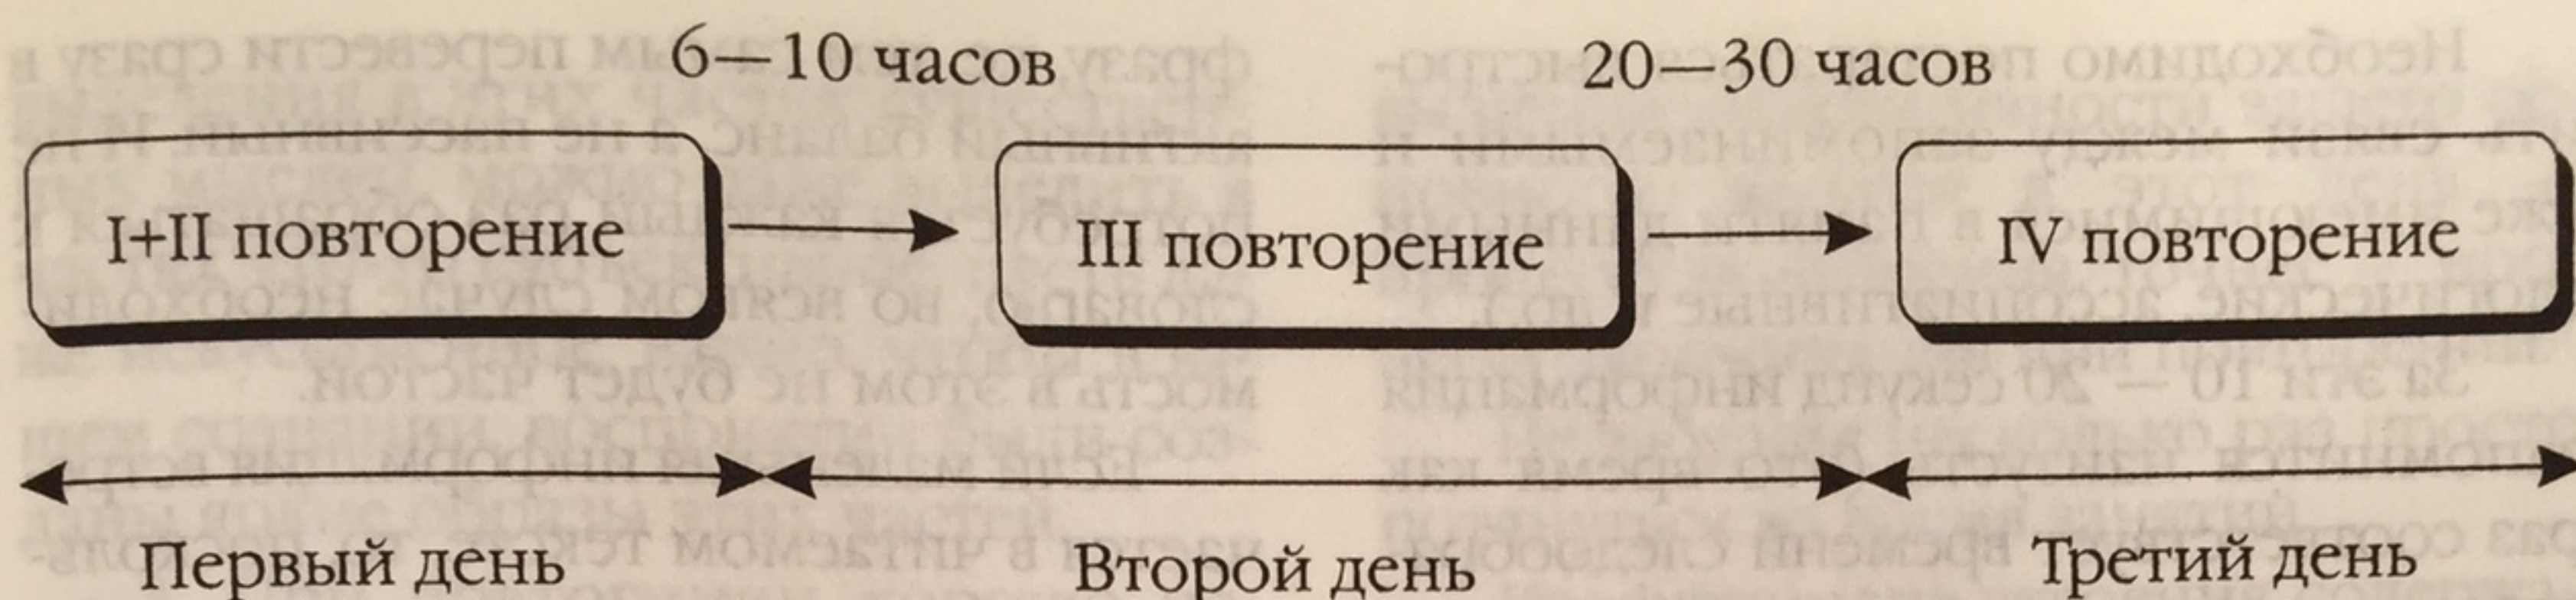 6—10 часов 20—30 часов
I+II повторение III повторение IV повторение
Первый день Второй день Третий день